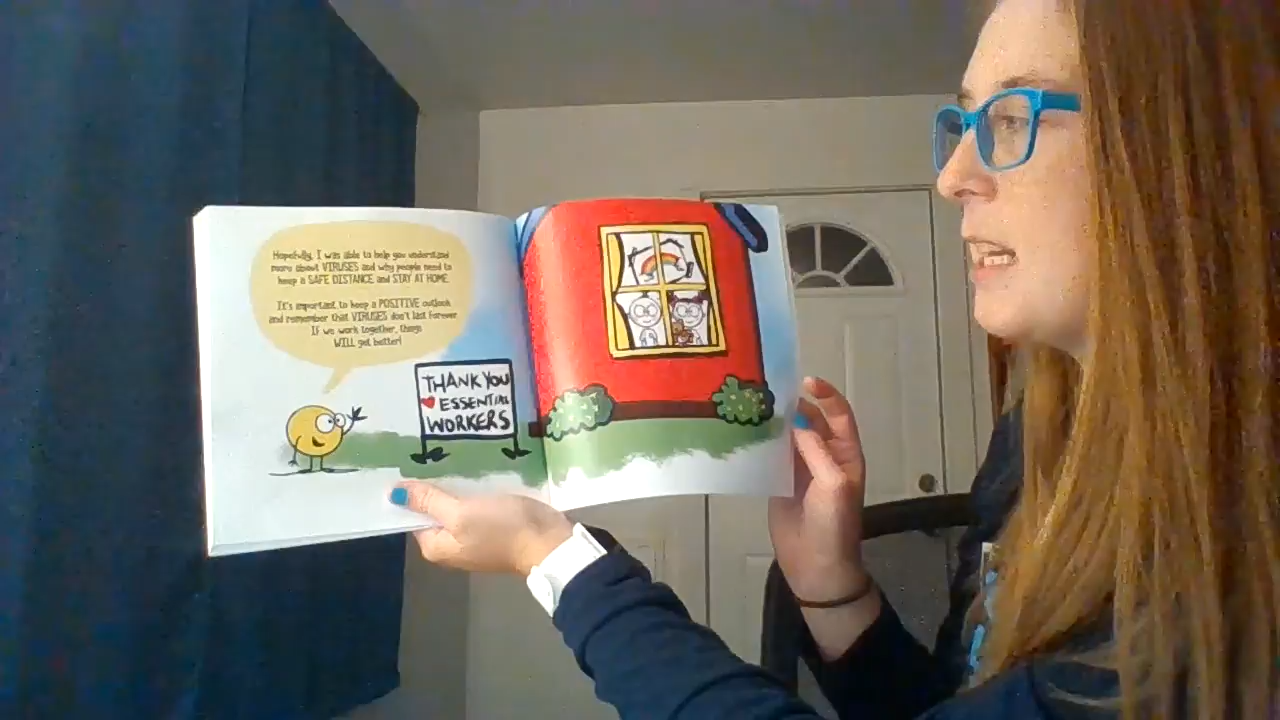 Hopefully, I was able to help you understand
more about VIRUSES and why people need to
keep a SAFE DISTANCE and STAY AT HOME.
It's important to keep a POSITIVE outlook
and remember that VIRUSES don't last forever
If we work together, things
WILL get better!
THANK YOU
ESSENTIAL
WORKERS